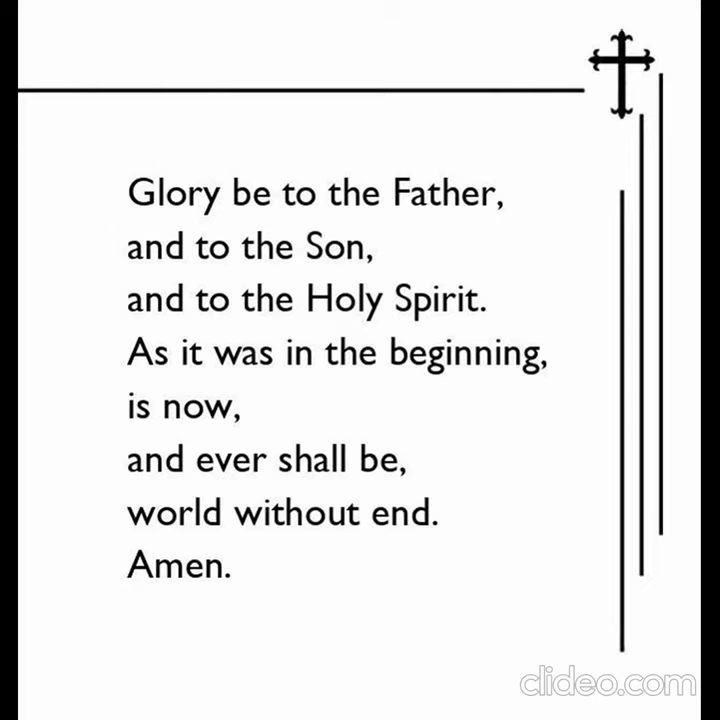 Glory be to the Father,
and to the Son,
and to the Holy Spirit.
As it was in the beginning,
is now,
and ever shall be,
world without end.
Amen.
clideo.com